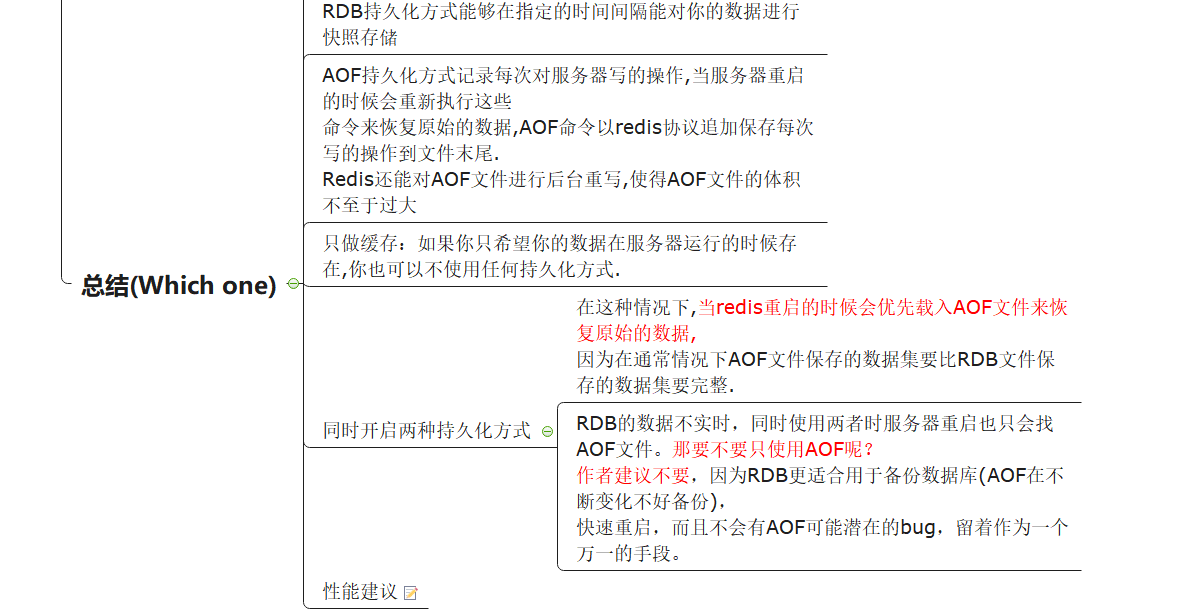 RDB持久化方式能够在指定的时间间隔能对你的数据进行
快照存储
AOF持久化方式记录每次对服务器写的操作,当服务器重启
的时候会重新执行这些
命令来恢复原始的数据,AOF命令以redis协议追加保存每次
写的操作到文件末尾.
Redis还能对AOF文件进行后台重写,使得AOF文件的体积
不至于过大
只做缓存：如果你只希望你的数据在服务器运行的时候存
在,你也可以不使用任何持久化方式.
总结(Which one)
同时开启两种持久化方式
在这种情况下,当redis重启的时候会优先载入AOF文件来恢
复原始的数据,
因为在通常情况下AOF文件保存的数据集要比RDB文件保
存的数据集要完整.
RDB的数据不实时，同时使用两者时服务器重启也只会找
AOF文件。那要不要只使用AOF呢？
作者建议不要，因为RDB更适合用于备份数据库(AOF在不
断变化不好备份)，
快速重启，而且不会有AOF可能潜在的bug，留着作为一个
万一的手段。
性能建议